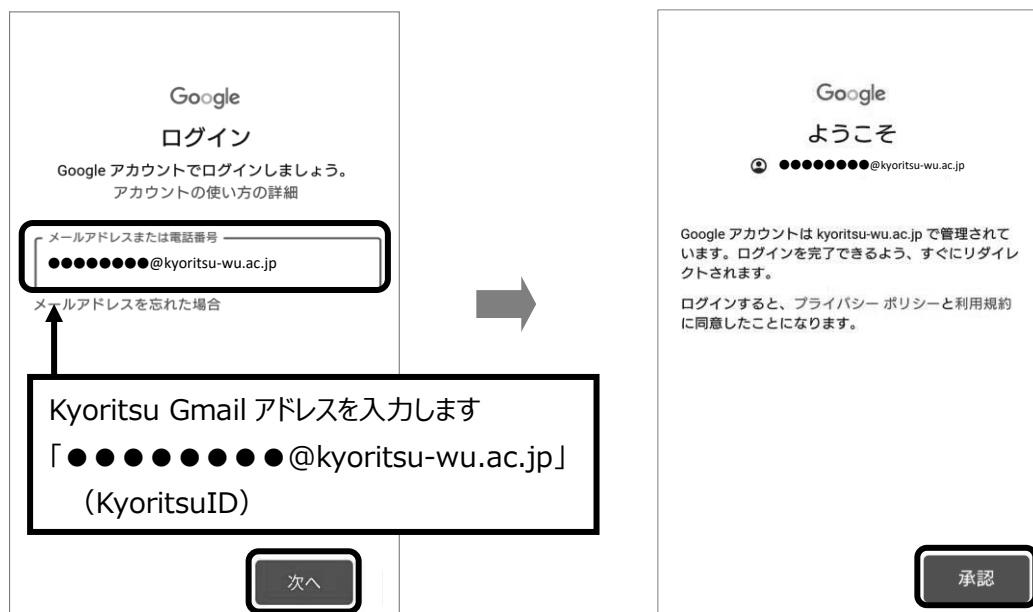 Google
ログイン
Google アカウントでログインしましょう。
アカウントの使い方の詳細
メールアドレスまたは電話番号
●●●●●●●●@kyoritsu-wu.ac.jp
メールアドレスを忘れた場合
Kyoritsu Gmail アドレスを入力します
「●●●●●●●●@kyoritsu-wu.ac.jp」
（KyoritsuID）
次へ
Google
ようこそ
●●●●●●●●@kyoritsu-wu.ac.jp
Google アカウントは kyoritsu-wu.ac.jp で管理されて
います。ログインを完了できるよう、すぐにリダイレ
クトされます。
ログインすると、プライバシー ポリシーと利用規約
に同意したことになります。
承認